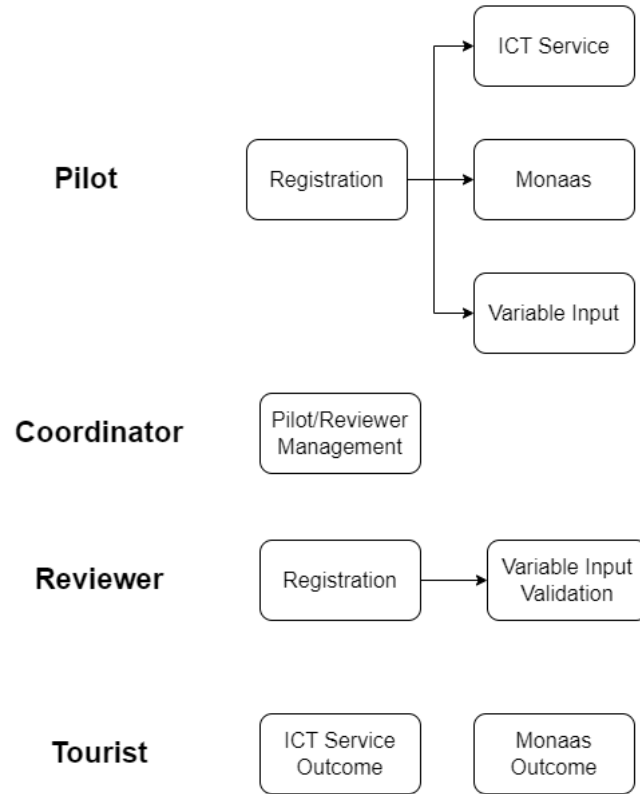 ICT Service
Pilot
Registration
Monaas
Variable Input
Coordinator
Pilot/Reviewer
Management
Reviewer
Registration
Variable Input
Validation
Tourist
ICT Service
Outcome
Monaas
Outcome